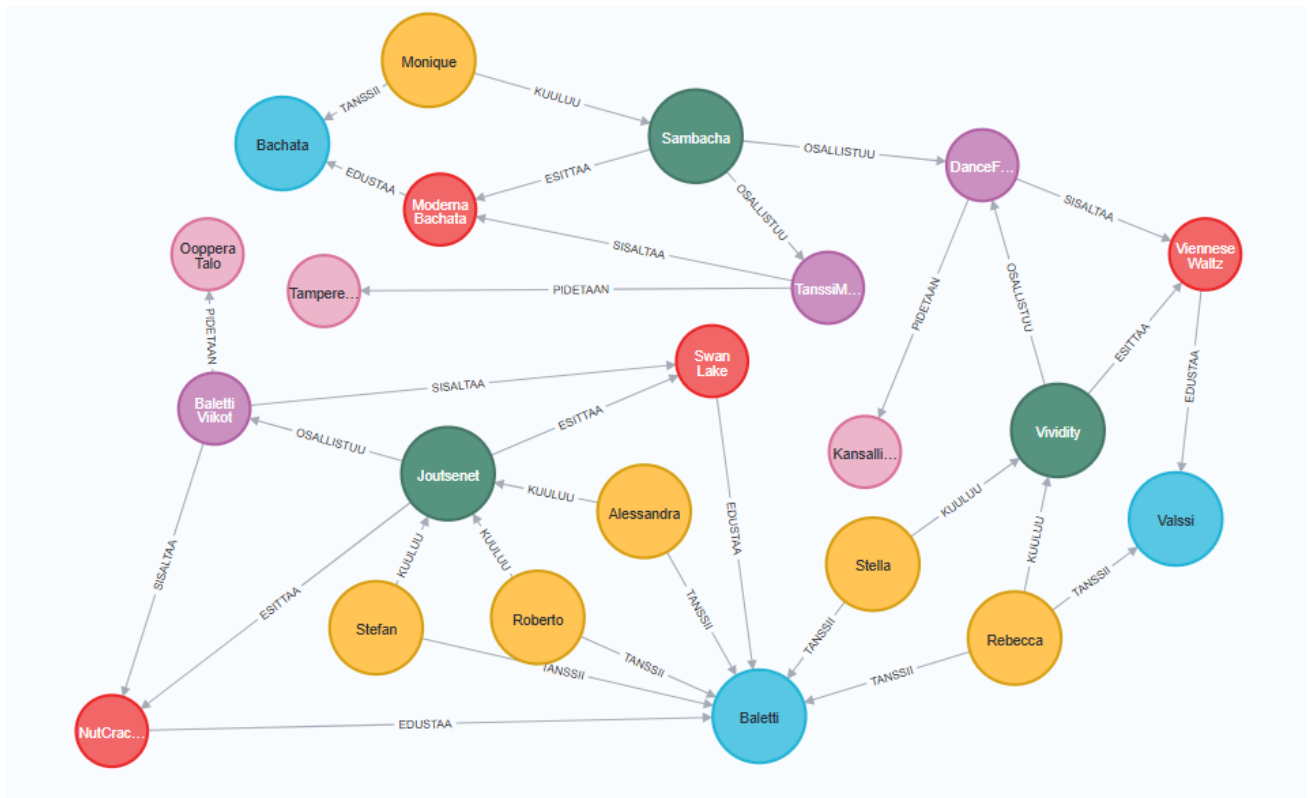 Monique
TANSSII
KUULUU
Bachata
Sambacha
OSALLISTUU
DanceF...
EDUSTAA
ESITTAA
Moderna
Bachata
OSALLISTUU
SISALTAA
Ooppera
Talo
SISALTAA
Viennese
Waltz
Tampere...
PIDETAAN
TanssiM...
PIDETAAN
PIDETAAN
OSALLISTUU
ESITTAA
EDUSTAA
Swan
Lake
SISALTAA
Baletti
Viikot
OSALLISTUU
ESITTAA
Vividity
Kansalli...
Joutsenet
KUULUU
Alessandra
KUULUU
Valssi
EDUSTAA
KUULUU
KUULUU
KUULUU
SISALTAA
Stella
ESITTAA
TANSSII
TANSSII
Stefan
Roberto
TANSSII
Rebecca
TANSSII
TANSSII
TANSSII
NutCrac...
EDUSTAA
Baletti